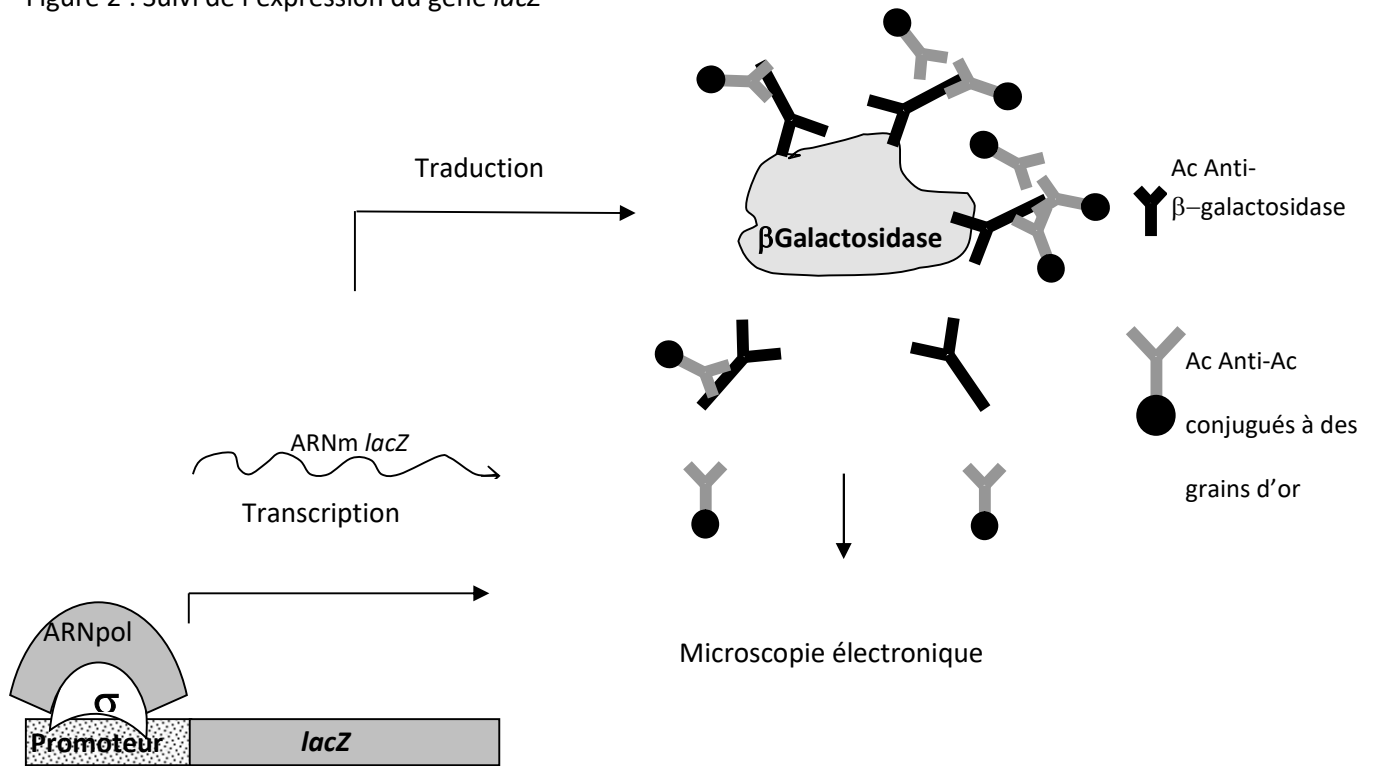 Figure 2 : Suivi de l'expression du gène lacZ
Traduction
βGalactosidase
Ac Anti-
β–galactosidase
Ac Anti-Ac
conjugués à des
grains d'or
ARNm lacZ
Transcription
Microscopie électronique
ARNpol
σ
Promoteur
lacZ